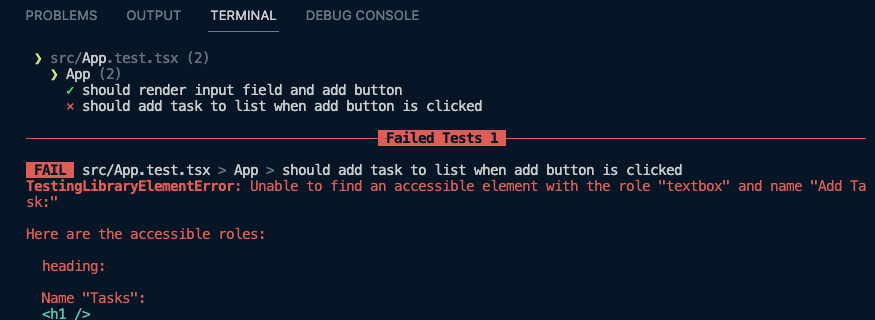 PROBLEMS OUTPUT TERMINAL DEBUG CONSOLE
❯ src/App.test.tsx (2)
❯ App (2)
✓ should render input field and add button
× should add task to list when add button is clicked
Failed Tests 1
FAIL src/App.test.tsx > App > should add task to list when add button is clicked
TestingLibraryElementError: Unable to find an accessible element with the role "textbox" and name "Add Ta
sk:"
Here are the accessible roles:
heading:
Name "Tasks":
<h1 />